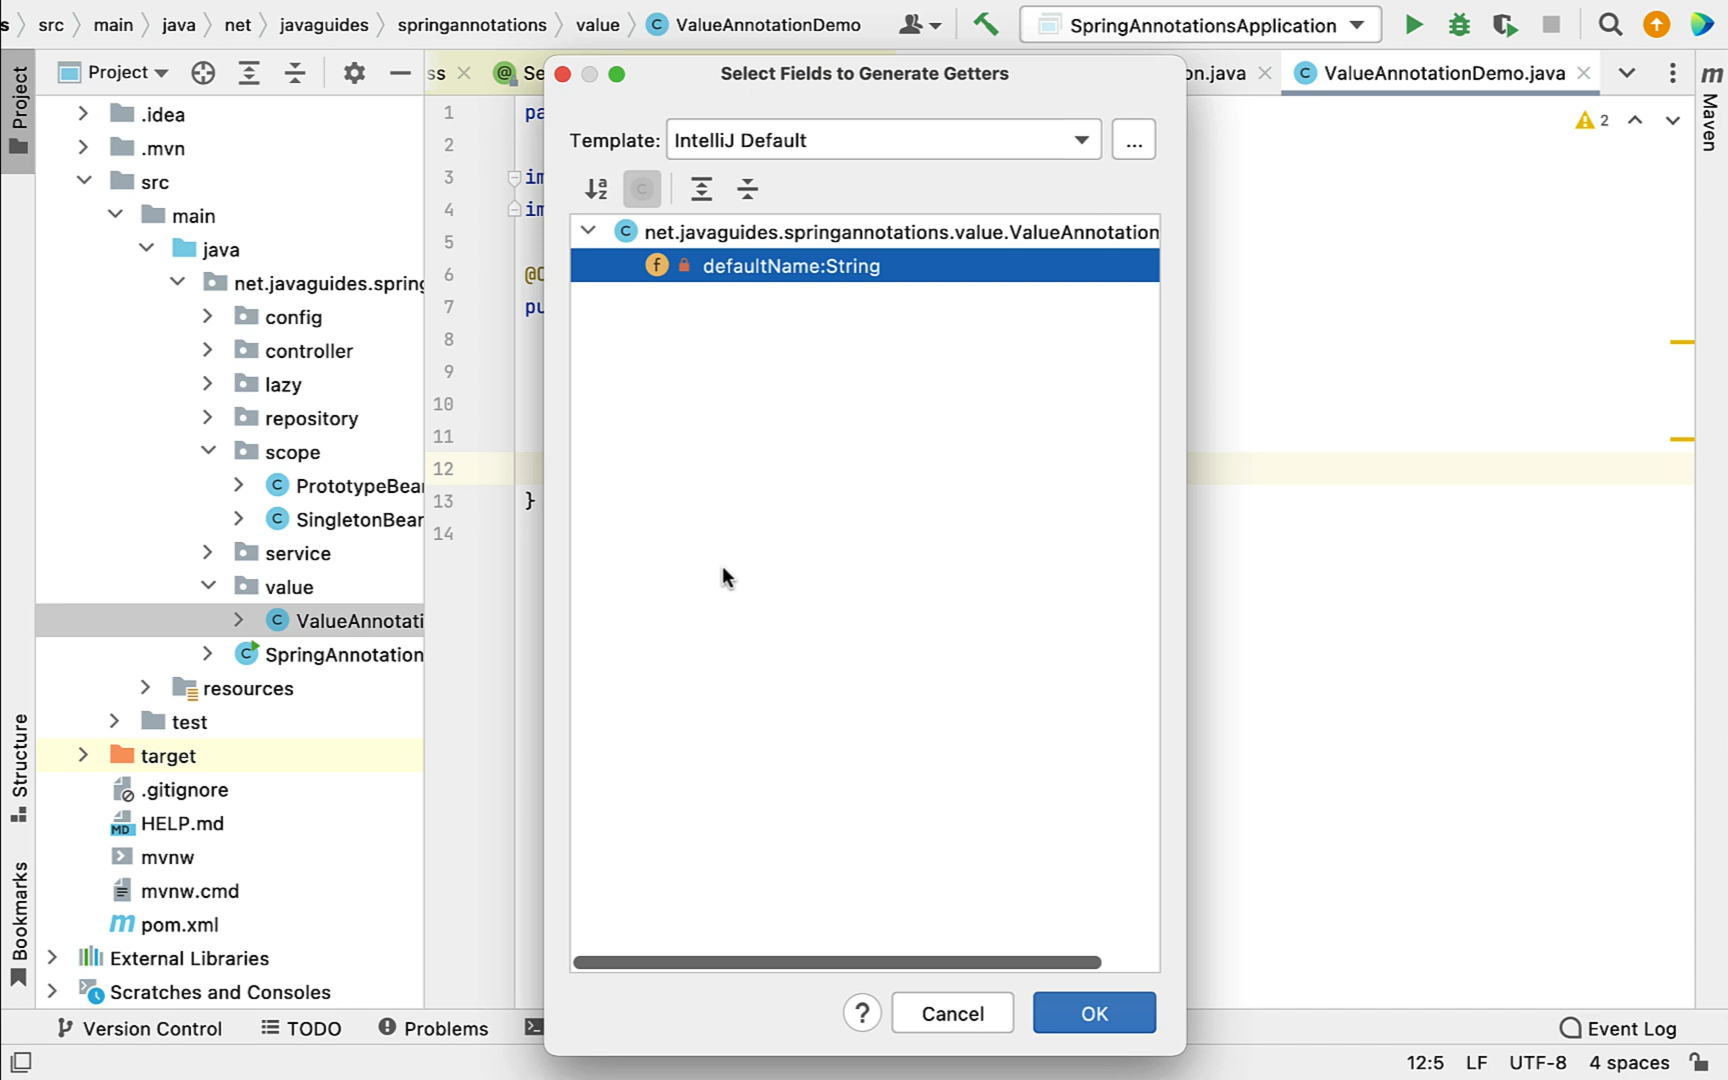 s src main java net javaguides springannotations value ValueAnnotationDemo SpringAnnotationsApplication
Project
ss
Se
on.java
ValueAnnotationDemo.java
Project
Structure
Bookmarks
Maven
.idea
.mvn
src
main
java
net.javaguides.spring
config
controller
lazy
repository
scope
PrototypeBean
SingletonBean
service
value
ValueAnnotati
SpringAnnotation
resources
test
target
.gitignore
HELP.md
mvnw
mvnw.cmd
pom.xml
External Libraries
Scratches and Consoles
1 pa
2
3 im
4 im
5
6 @C
7 pu
8
9
10
11
12
13 }
14
2
Select Fields to Generate Getters
Template: IntelliJ Default ...
net.javaguides.springannotations.value.ValueAnnotation
defaultName:String
? Cancel OK
Version Control TODO Problems Event Log
12:5 LF UTF-8 4 spaces